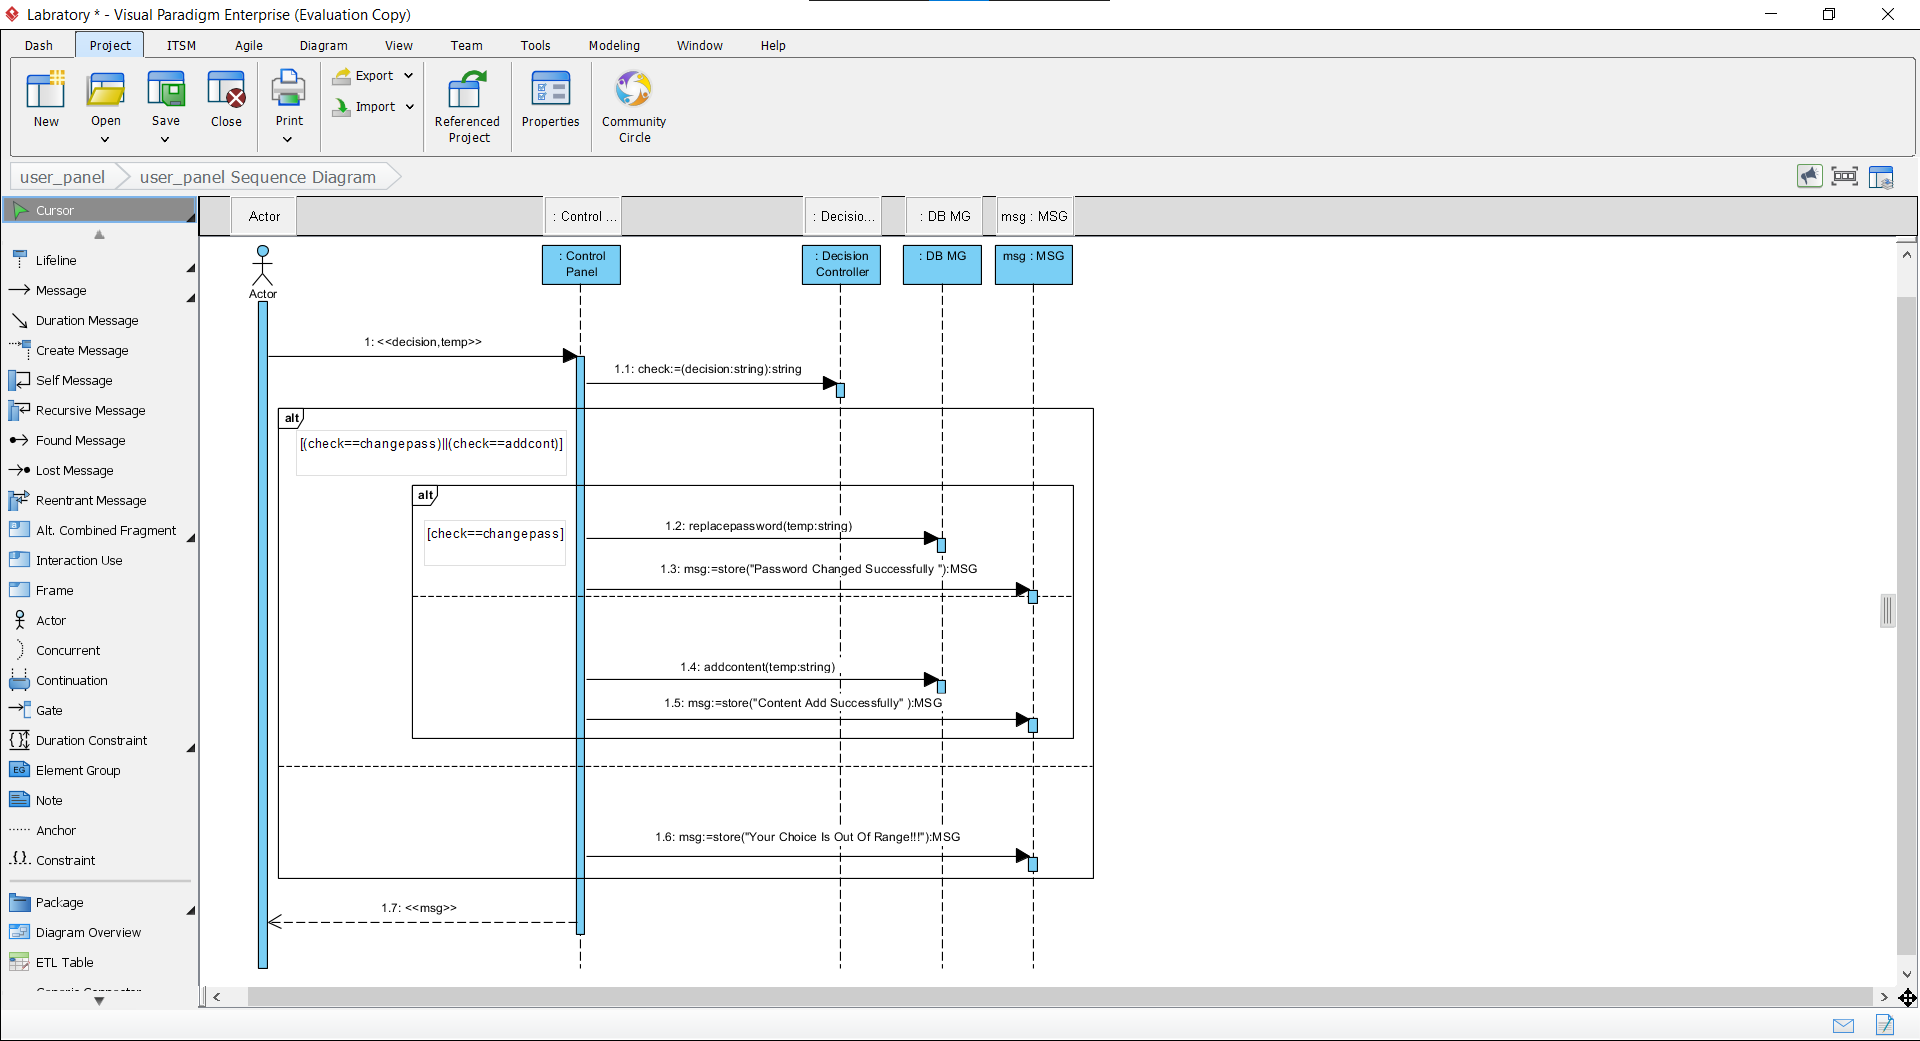 Labratory * - Visual Paradigm Enterprise (Evaluation Copy)
Dash Project ITSM Agile Diagram View Team Tools Modeling Window Help
New Open Save Close Print Export Import Referenced Project Properties Community Circle
user_panel user_panel Sequence Diagram
Cursor
Lifeline
Message
Duration Message
Create Message
Self Message
Recursive Message
Found Message
Lost Message
Reentrant Message
Alt. Combined Fragment
Interaction Use
Frame
Actor
Concurrent
Continuation
Gate
Duration Constraint
EG Element Group
Note
Anchor
{..} Constraint
Package
Diagram Overview
ETL Table
Actor : Control ... : Decisio... : DB MG msg : MSG
: Control
Panel
: Decision
Controller
: DB MG
msg : MSG
Actor
1: <<decision,temp>>
1.1: check:=(decision:string):string
alt
[(check==changepass)||(check==addcont)]
alt
[check==changepass]
1.2: replacepassword(temp:string)
1.3: msg:=store("Password Changed Successfully "):MSG
1.4: addcontent(temp:string)
1.5: msg:=store("Content Add Successfully" ):MSG
1.6: msg:=store("Your Choice Is Out Of Range!!!"):MSG
1.7: <<msg>>